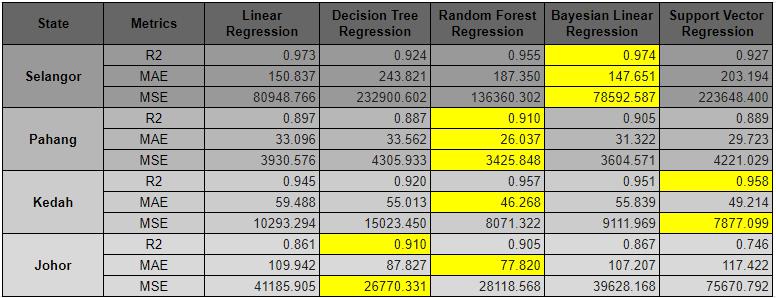 State Metrics Linear Regression Decision Tree Regression Random Forest Regression Bayesian Linear Regression Support Vector Regression
Selangor R2 0.973 0.924 0.955 0.974 0.927
MAE 150.837 243.821 187.350 147.651 203.194
MSE 80948.766 232900.602 136360.302 78592.587 223648.400
Pahang R2 0.897 0.887 0.910 0.905 0.889
MAE 33.096 33.562 26.037 31.322 29.723
MSE 3930.576 4305.933 3425.848 3604.571 4221.029
Kedah R2 0.945 0.920 0.957 0.951 0.958
MAE 59.488 55.013 46.268 55.839 49.214
MSE 10293.294 15023.450 8071.322 9111.969 7877.099
Johor R2 0.861 0.910 0.905 0.867 0.746
MAE 109.942 87.827 77.820 107.207 117.422
MSE 41185.905 26770.331 28118.568 39628.168 75670.792